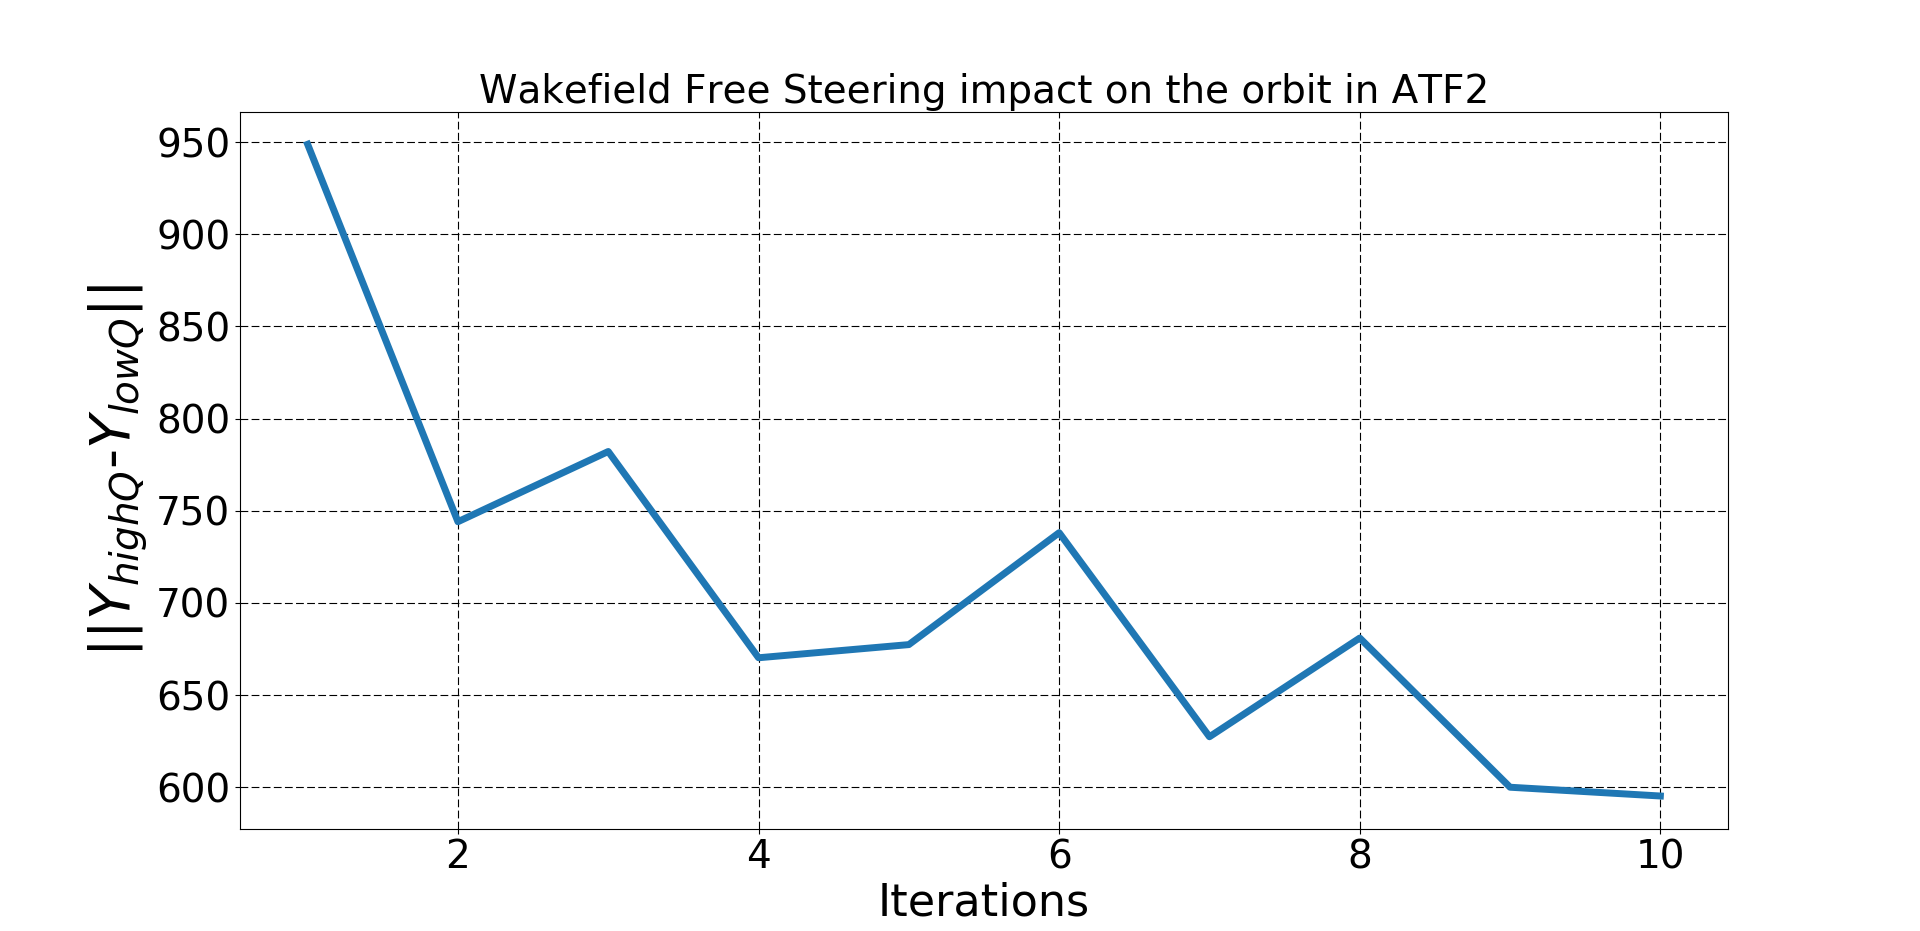 Wakefield Free Steering impact on the orbit in ATF2
||Y_highQ-Y_lowQ||
950
900
850
800
750
700
650
600
2 4 6 8 10
Iterations